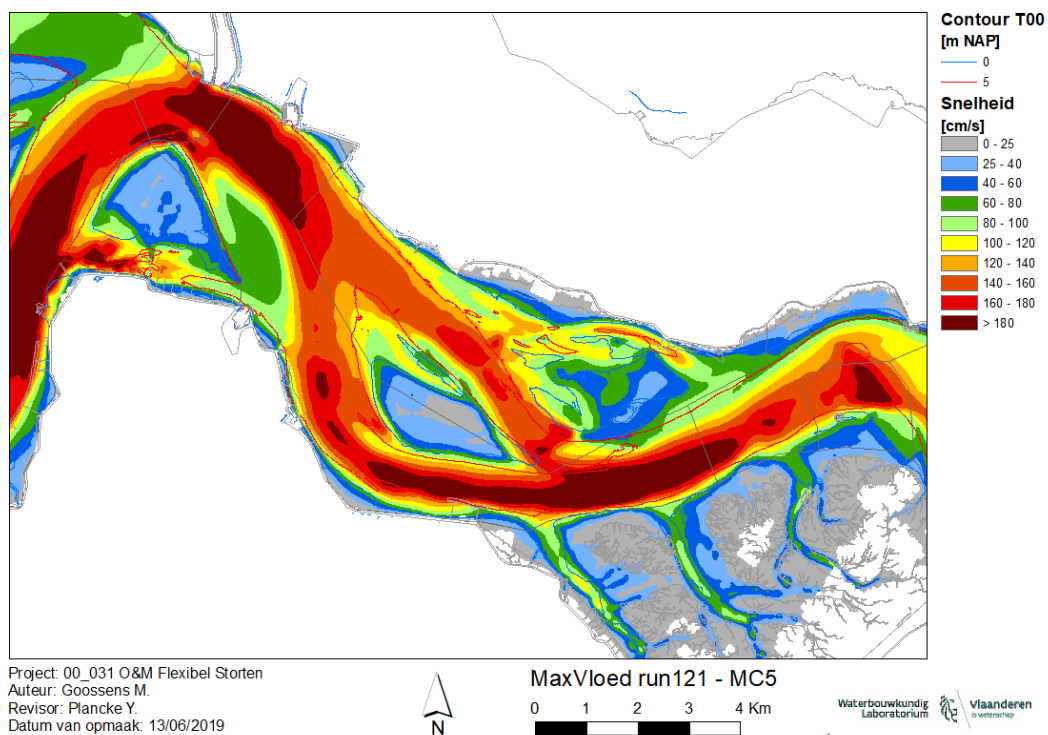 Contour T00
[m NAP]
0
5
Snelheid
[cm/s]
0 - 25
25 - 40
40 - 60
60 - 80
80 - 100
100 - 120
120 - 140
140 - 160
160 - 180
> 180
Project: 00_031 O&M Flexibel Storten
Auteur: Goossens M.
Revisor: Plancke Y.
Datum van opmaak: 13/06/2019
N
MaxVloed run121 - MC5
0 1 2 3 4 Km
Waterbouwkundig
Laboratorium
Vlaanderen
is wetenschap